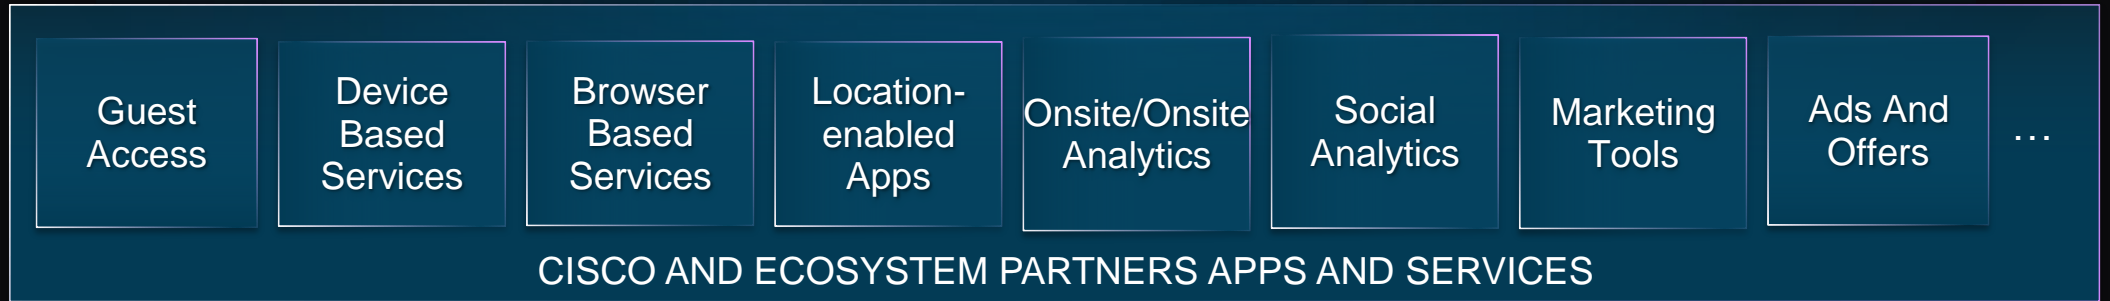 Guest
Access
Device
Based
Services
Browser
Based
Services
Location-
enabled
Apps
Onsite/Onsite
Analytics
Social
Analytics
Marketing
Tools
Ads And
Offers
...
CISCO AND ECOSYSTEM PARTNERS APPS AND SERVICES